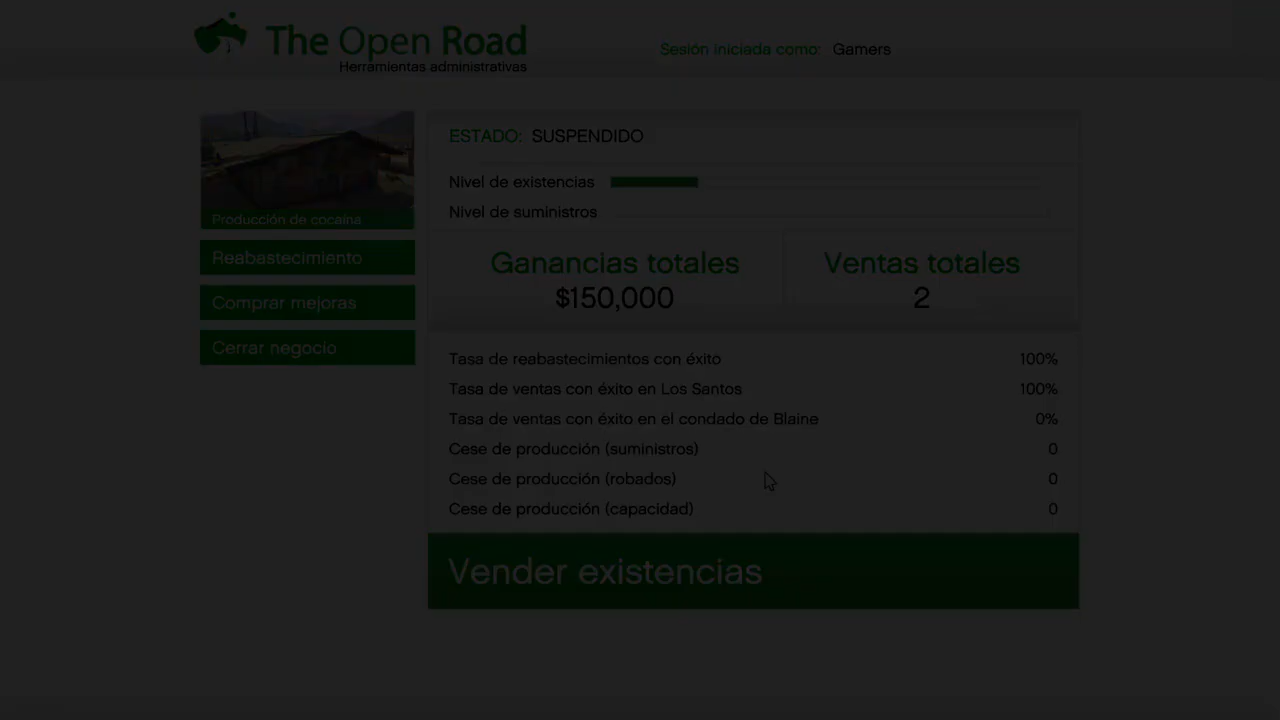 The Open Road
Herramientas administrativas
Sesión iniciada como: Gamers
Producción de cocaína
Reabastecimiento
Comprar mejoras
Cerrar negocio
ESTADO: SUSPENDIDO
Nivel de existencias
Nivel de suministros
Ganancias totales
$150,000
Ventas totales
2
Tasa de reabastecimientos con éxito 100%
Tasa de ventas con éxito en Los Santos 100%
Tasa de ventas con éxito en el condado de Blaine 0%
Cese de producción (suministros) 0
Cese de producción (robados) 0
Cese de producción (capacidad) 0
Vender existencias